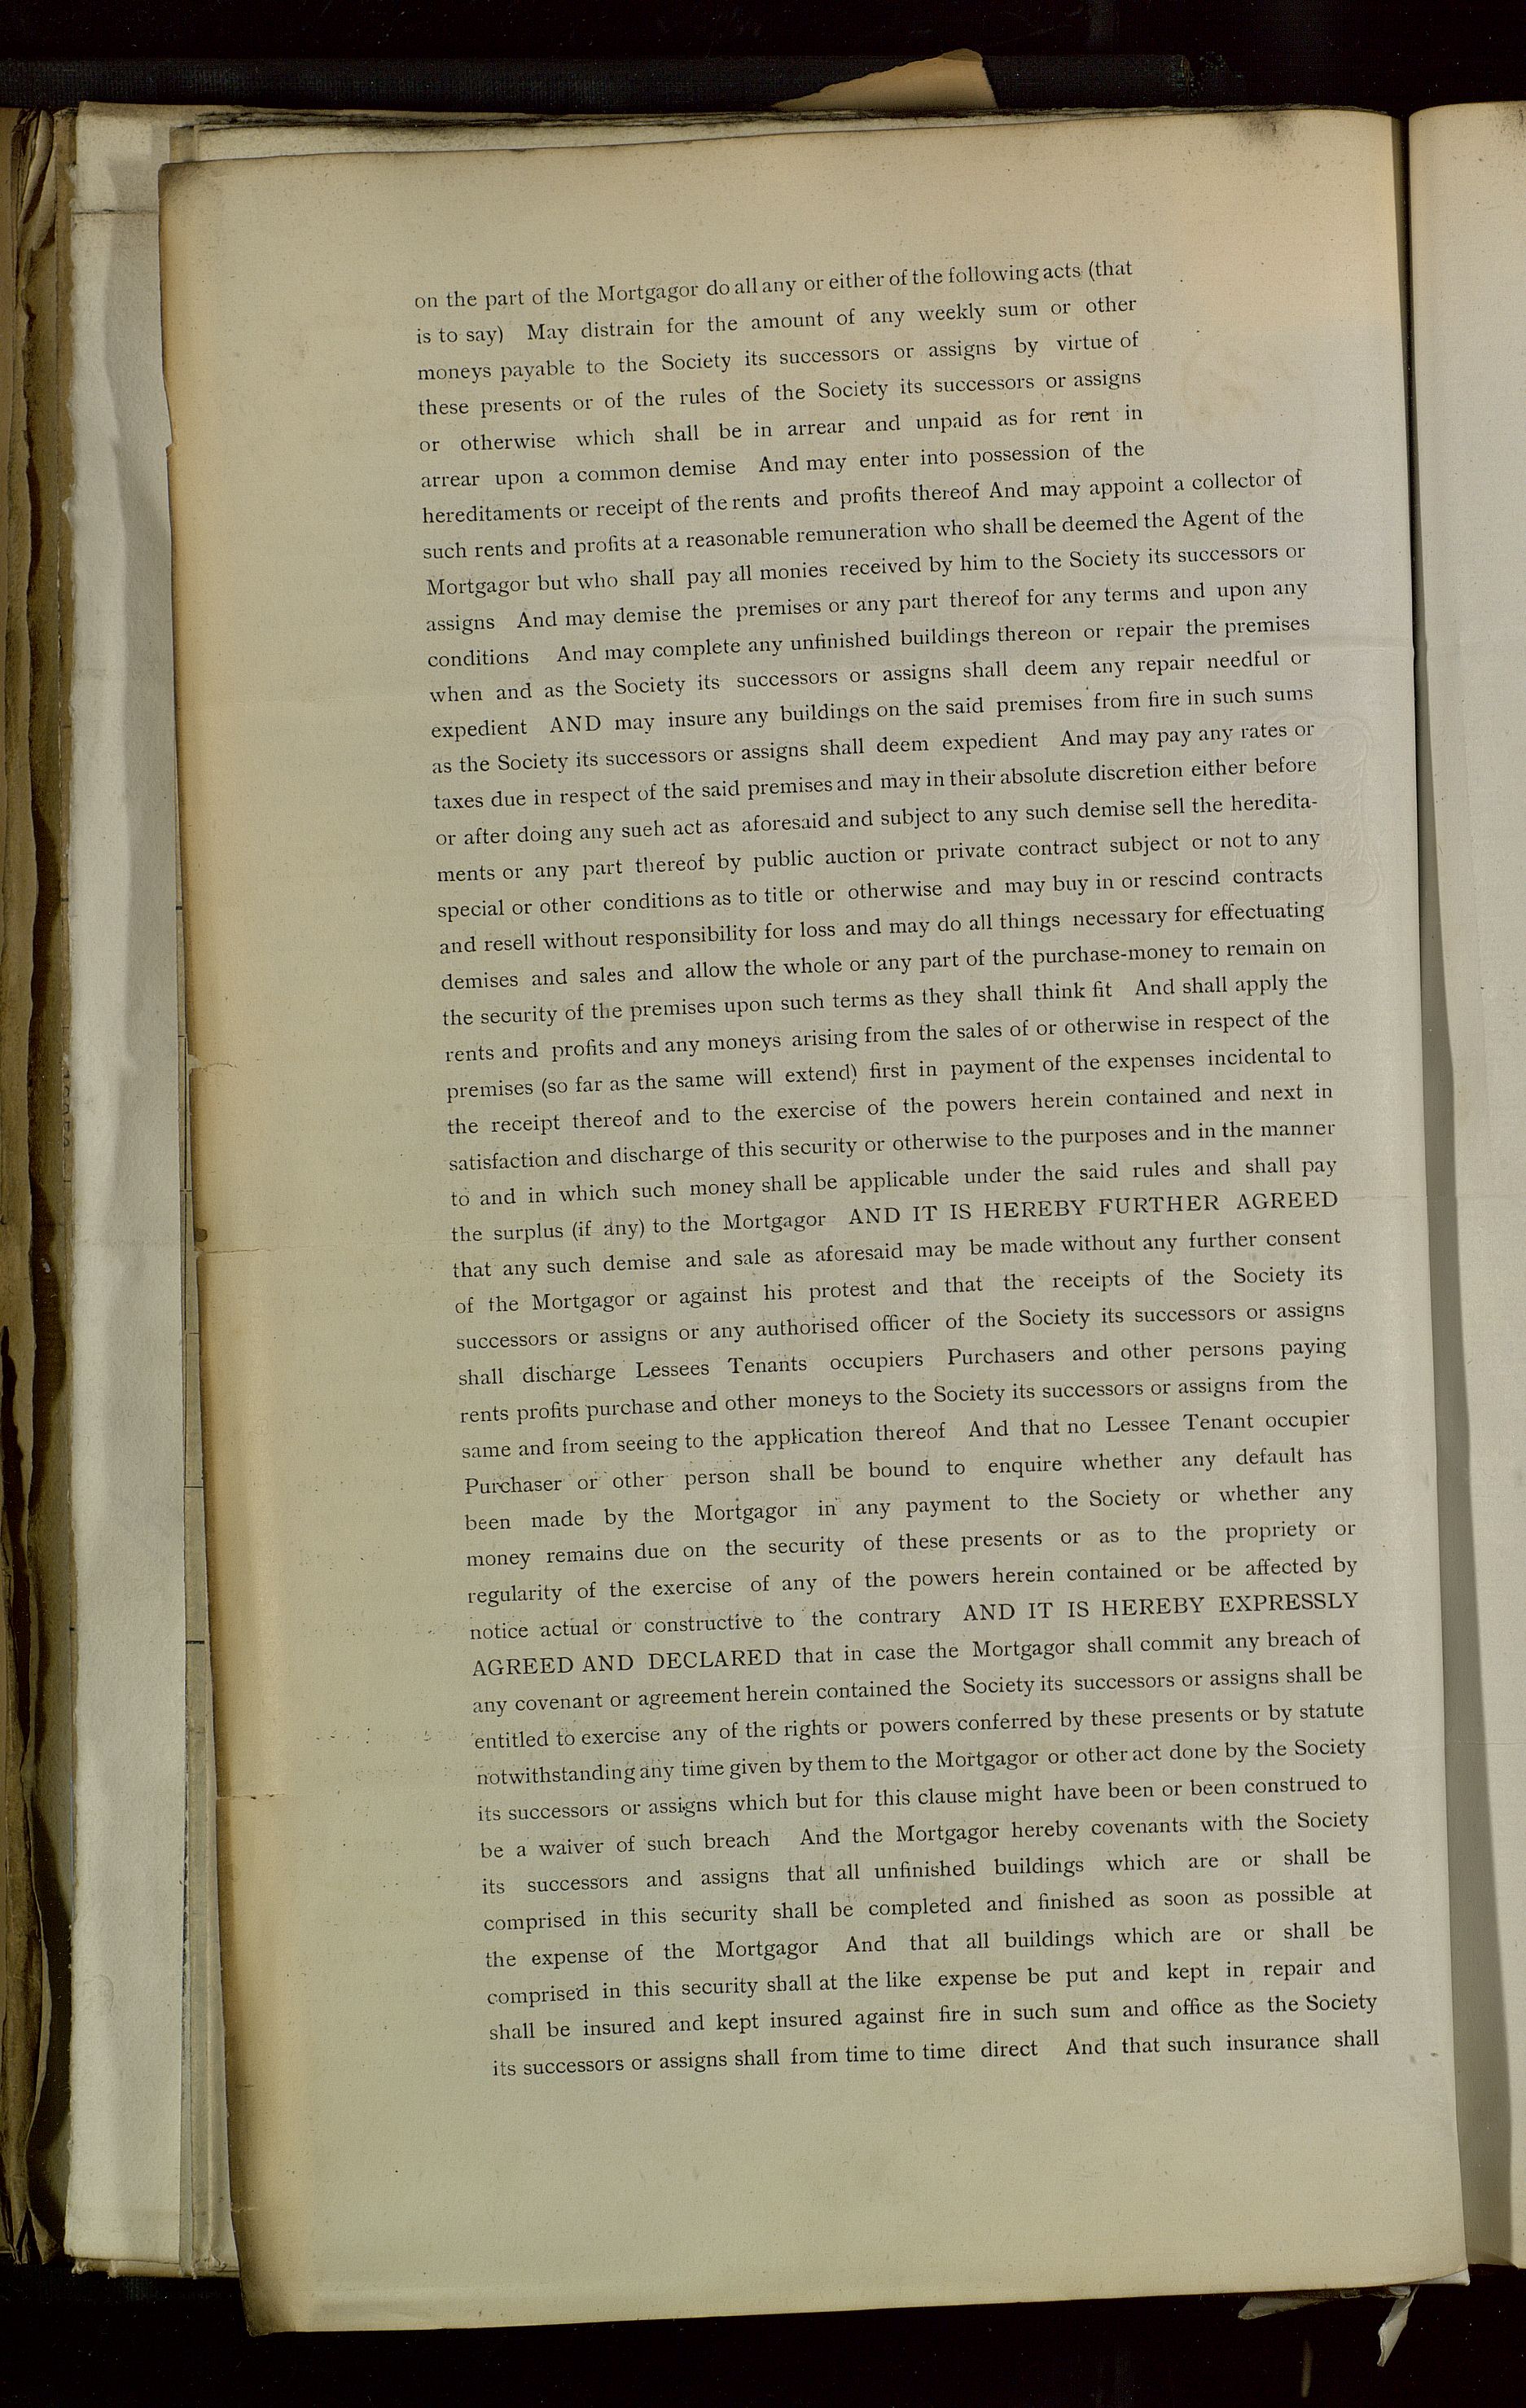 on the part of the Mortgagor do all any or either of the following acts (that
is to say) May distrain for the amount of any weekly sum or other
moneys payable to the Society its successors or assigns by virtue of
these presents or of the rules of the Society its successors or assigns
or otherwise which shall be in arrear and unpaid as for rent in
arrear upon a common demise And may enter into possession of the
hereditaments or receipt of the rents and profits thereof And may appoint a collector of
such rents and profits at a reasonable remuneration who shall be deemed the Agent of the
Mortgagor but who shall pay all monies received by him to the Society its successors or
assigns And may demise the premises or any part thereof for any terms and upon any
conditions And may complete any unfinished buildings thereon or repair the premises
when and as the Society its successors or assigns shall deem any repair needful or
expedient AND may insure any buildings on the said premises from fire in such sums
as the Society its successors or assigns shall deem expedient And may pay any rates or
taxes due in respect of the said premises and may in their absolute discretion either before
or after doing any sueh act as aforesaid and subject to any such demise sell the heredita-
ments or any part thereof by public auction or private contract subject or not to any
special or other conditions as to title or otherwise and may buy in or rescind contracts
and resell without responsibility for loss and may do all things necessary for effectuating
demises and sales and allow the whole or any part of the purchase-money to remain on
the security of the premises upon such terms as they shall think fit And shall apply the
rents and profits and any moneys arising from the sales of or otherwise in respect of the
premises (so far as the same will extend) first in payment of the expenses incidental to
the receipt thereof and to the exercise of the powers herein contained and next in
satisfaction and discharge of this security or otherwise to the purposes and in the manner
to and in which such money shall be applicable under the said rules and shall pay
the surplus (if any) to the Mortgagor AND IT IS HEREBY FURTHER AGREED
that any such demise and sale as aforesaid may be made without any further consent
of the Mortgagor or against his protest and that the receipts of the Society its
successors or assigns or any authorised officer of the Society its successors or assigns
shall discharge Lessees Tenants occupiers Purchasers and other persons paying
rents profits purchase and other moneys to the Society its successors or assigns from the
same and from seeing to the application thereof And that no Lessee Tenant occupier
Purchaser or other person shall be bound to enquire whether any default has
been made by the Mortgagor in any payment to the Society or whether any
money remains due on the security of these presents or as to the propriety or
regularity of the exercise of any of the powers herein contained or be affected by
notice actual or constructive to the contrary AND IT IS HEREBY EXPRESSLY
AGREED AND DECLARED that in case the Mortgagor shall commit any breach of
any covenant or agreement herein contained the Society its successors or assigns shall be
entitled to exercise any of the rights or powers conferred by these presents or by statute
notwithstanding any time given by them to the Mortgagor or other act done by the Society
its successors or assigns which but for this clause might have been or been construed to
be a waiver of such breach And the Mortgagor hereby covenants with the Society
its successors and assigns that all unfinished buildings which are or shall be
comprised in this security shall be completed and finished as soon as possible at
the expense of the Mortgagor And that all buildings which are or shall be
comprised in this security shall at the like expense be put and kept in repair and
shall be insured and kept insured against fire in such sum and office as the Society
its successors or assigns shall from time to time direct And that such insurance shall